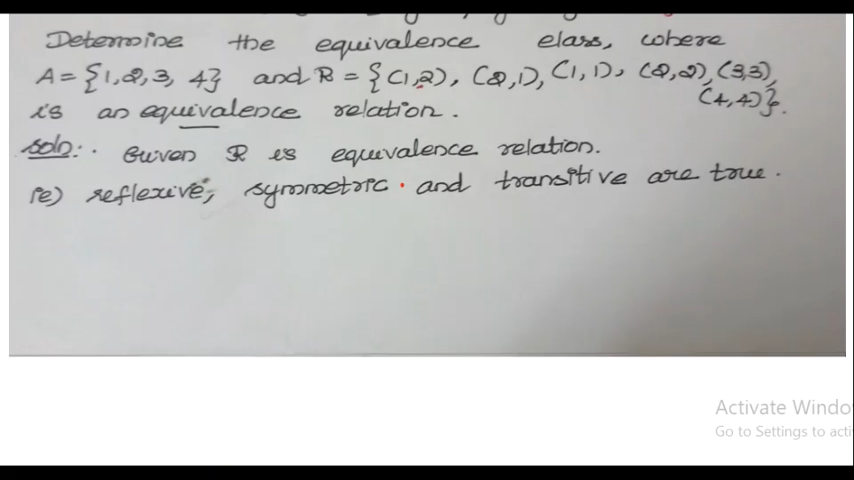 Determine the equivalence class, where
A = {1, 2, 3, 4} and R = {(1,2), (2,1), (1,1), (2,2), (3,3),
(4,4)}.
is an equivalence relation.
Soln: Given R is equivalence relation.
ie) reflexive, symmetric and transitive are true.
Activate Windo
Go to Settings to acti